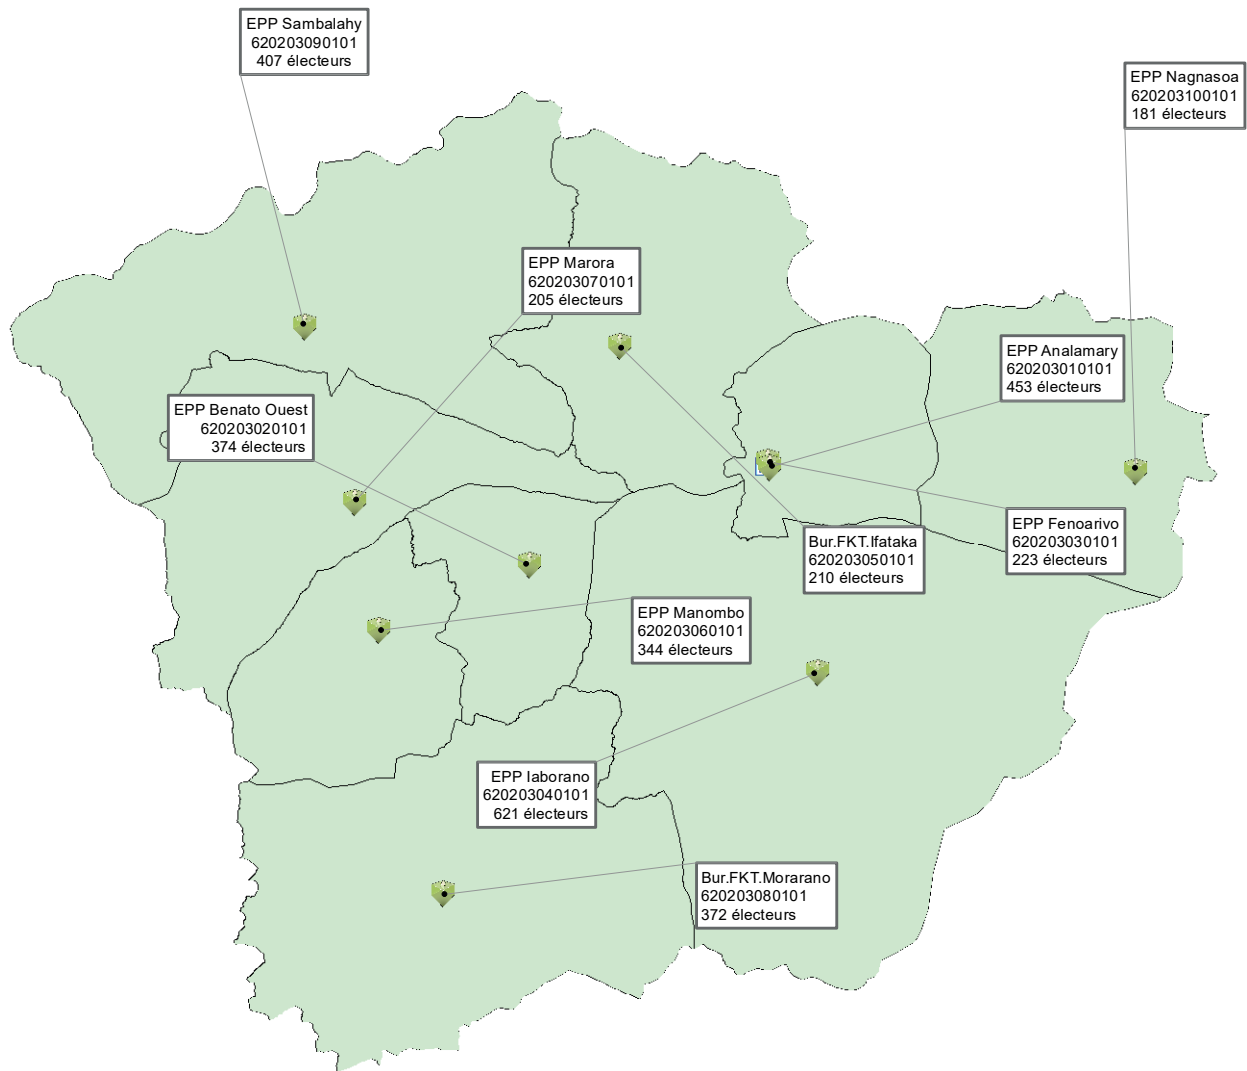 EPP Sambalahy
620203090101
407 électeurs
EPP Nagnasoa
620203100101
181 électeurs
EPP Marora
620203070101
205 électeurs
EPP Analamary
620203010101
453 électeurs
EPP Benato Ouest
620203020101
374 électeurs
EPP Fenoarivo
620203030101
223 électeurs
Bur.FKT.Ifataka
620203050101
210 électeurs
EPP Manombo
620203060101
344 électeurs
EPP Iaborano
620203040101
621 électeurs
Bur.FKT.Morarano
620203080101
372 électeurs